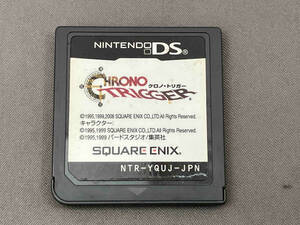 NINTENDO DS
CHRONO TRIGGER
クロノ・トリガー
©1995,1999,2008 SQUARE ENIX CO.,LTD.All Rights Reserved.
キャラクター:
©1995,1999 SQUARE ENIX CO.,LTD.All Rights Reserved.
©1995,1999 バードスタジオ/集英社
SQUARE ENIX.
NTR-YQUJ-JPN